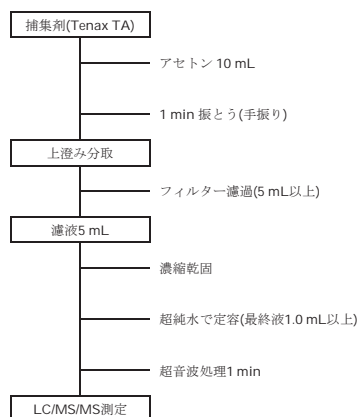 捕集剤(Tenax TA)
アセトン 10 mL
1 min 振とう(手振り)
上澄み分取
フィルター濾過(5 mL以上)
濾液5 mL
濃縮乾固
超純水で定容(最終液1.0 mL以上)
超音波処理1 min
LC/MS/MS測定